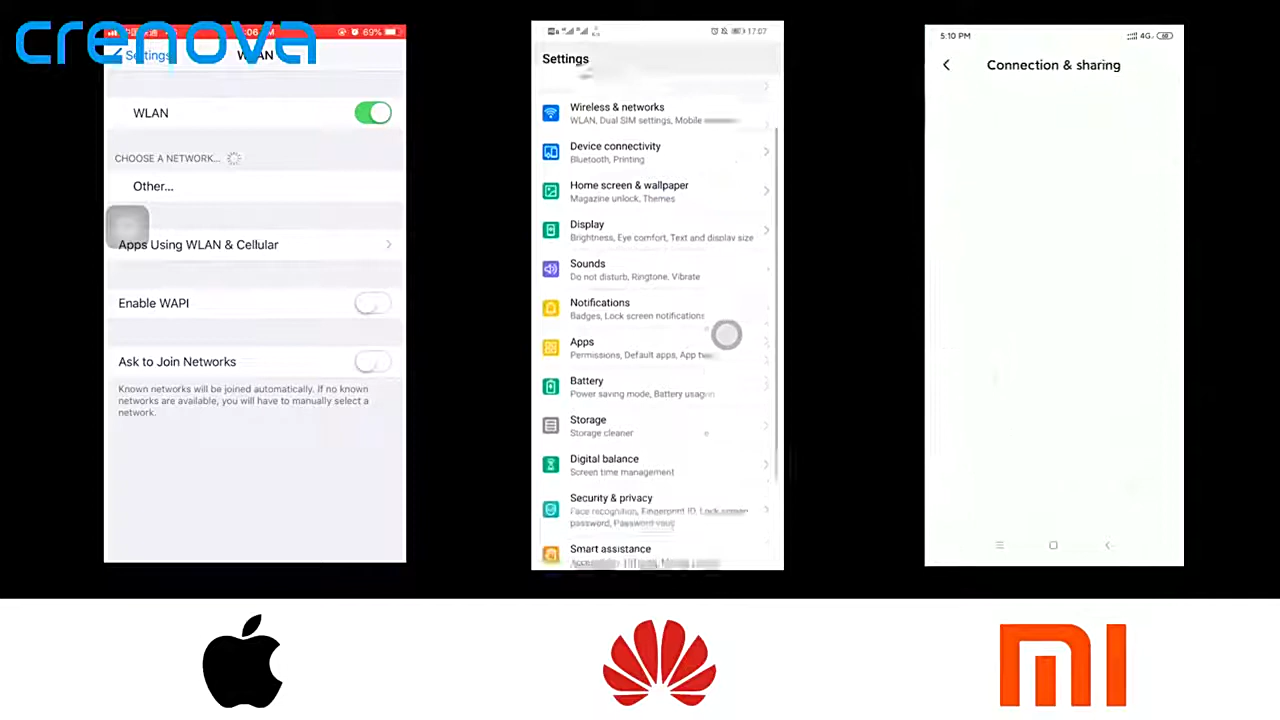 crenova
69%
Settings
WLAN
WLAN
CHOOSE A NETWORK...
Other...
Apps Using WLAN & Cellular
Enable WAPI
Ask to Join Networks
Known networks will be joined automatically. If no known
networks are available, you will have to manually select a
network.
17:07
Settings
Wireless & networks
WLAN, Dual SIM settings, Mobile
Device connectivity
Bluetooth, Printing
Home screen & wallpaper
Magazine unlock, Themes
Display
Brightness, Eye comfort, Text and display size
Sounds
Do not disturb, Ringtone, Vibrate
Notifications
Badges, Lock screen notifications
Apps
Permissions, Default apps, App
Battery
Power saving mode, Battery usage
Storage
Storage cleaner
Digital balance
Screen time management
Security & privacy
Face recognition, Fingerprint ID, Lock screen
password, Password vault
Smart assistance
5:10 PM
4G
Connection & sharing
MI